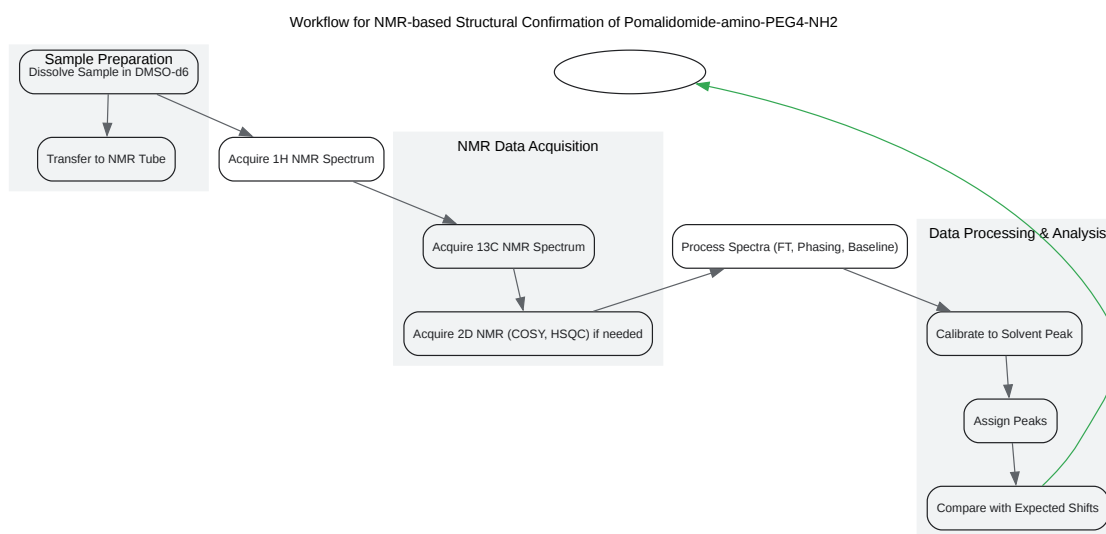 Workflow for NMR-based Structural Confirmation of Pomalidomide-amino-PEG4-NH2
Sample Preparation
Dissolve Sample in DMSO-d6
Transfer to NMR Tube
Acquire 1H NMR Spectrum
NMR Data Acquisition
Acquire 13C NMR Spectrum
Acquire 2D NMR (COSY, HSQC) if needed
Process Spectra (FT, Phasing, Baseline)
Data Processing & Analysis
Calibrate to Solvent Peak
Assign Peaks
Compare with Expected Shifts